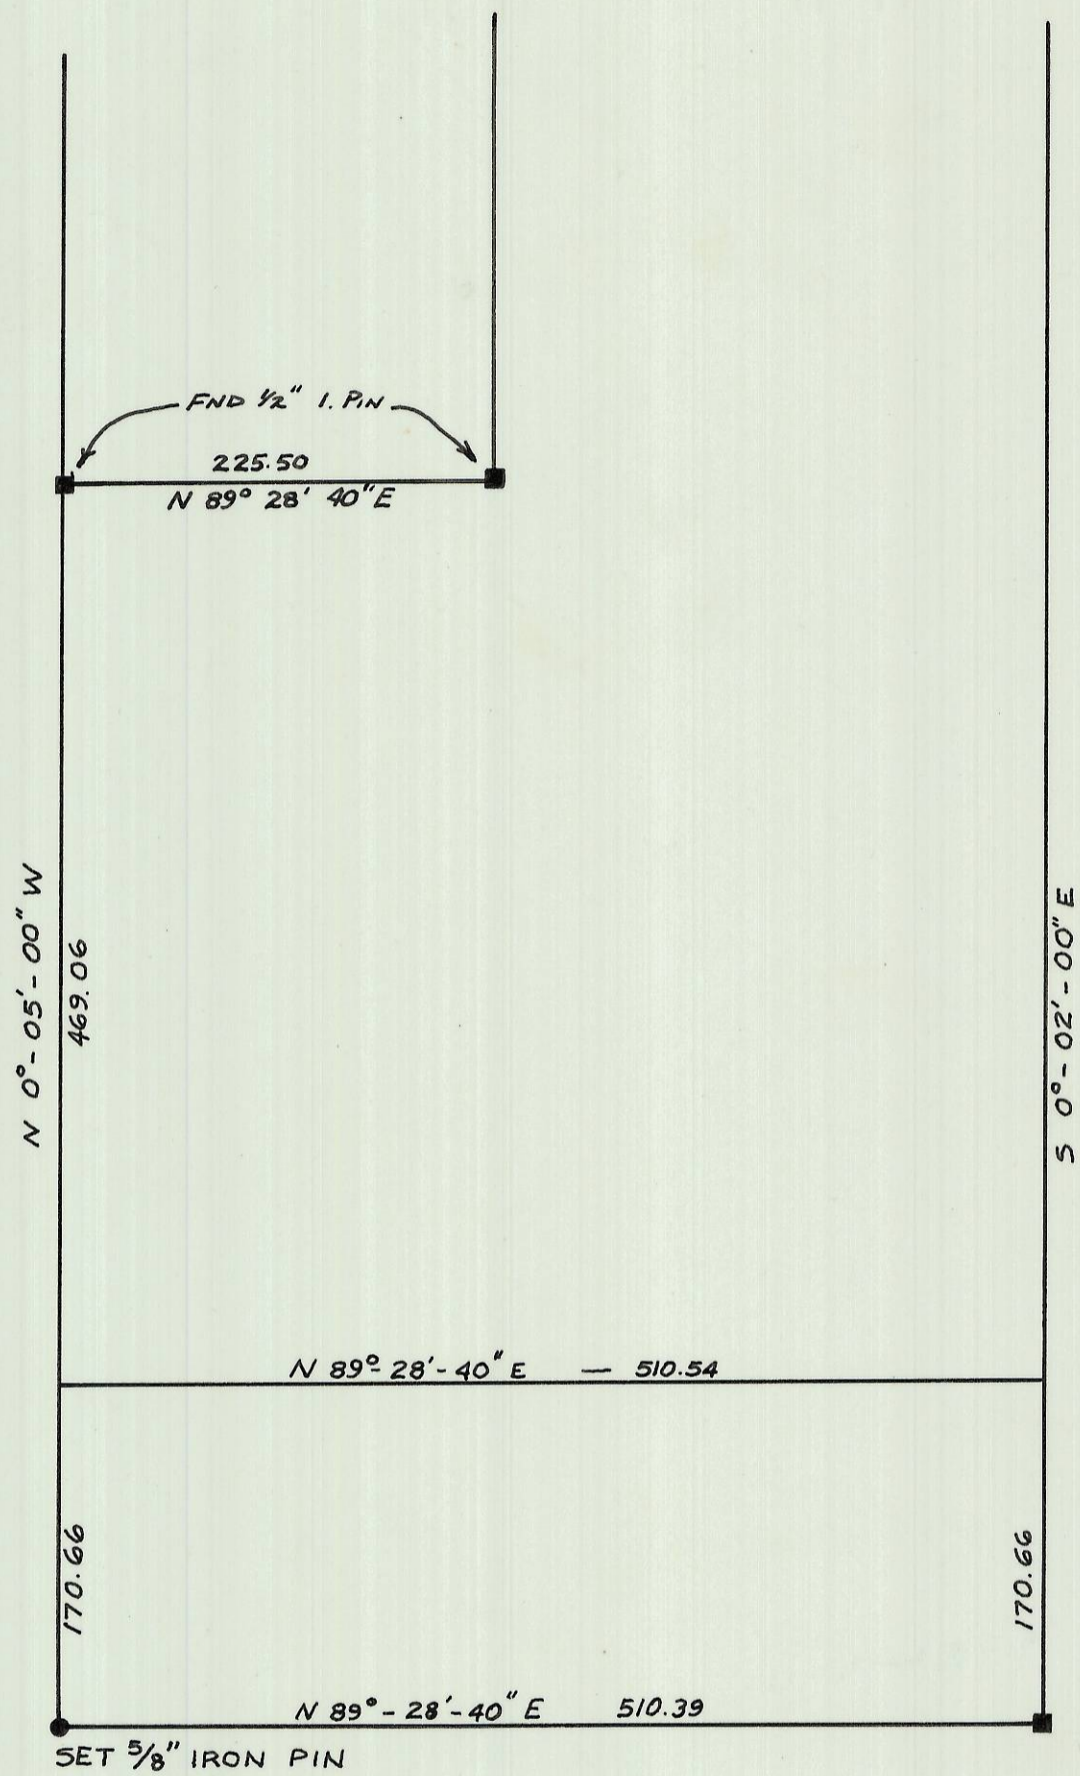 FND 1/2" I. PIN
225.50
N 89° 28' 40" E
N 0°- 05'- 00" W
469.06
S 0°- 02'- 00" E
N 89°- 28'- 40" E — 510.54
170.66
170.66
N 89°- 28'- 40" E 510.39
SET 5/8" IRON PIN